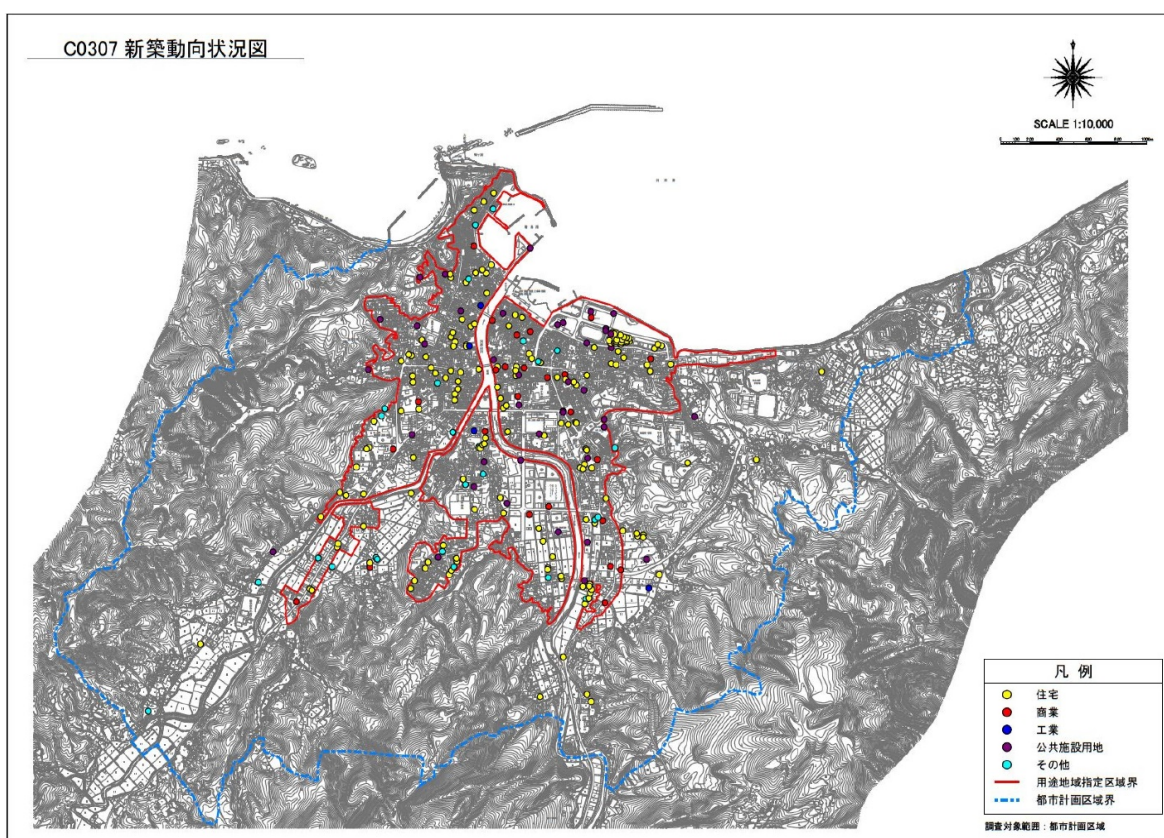 C0307 新築動向状況図
SCALE 1:10,000
凡 例
住宅
商業
工業
公共施設用地
その他
用途地域指定区域界
都市計画区域界
調査対象範囲：都市計画区域